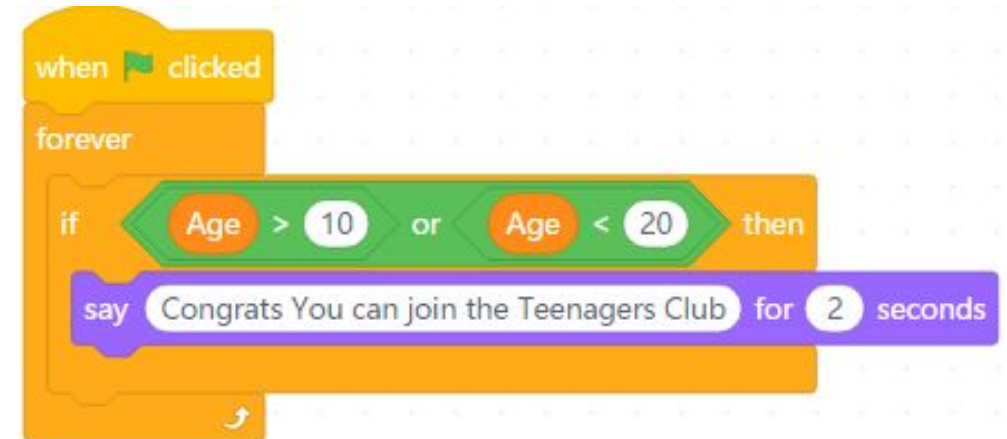 when clicked
forever
if Age > 10 or Age < 20 then
say Congrats You can join the Teenagers Club for 2 seconds